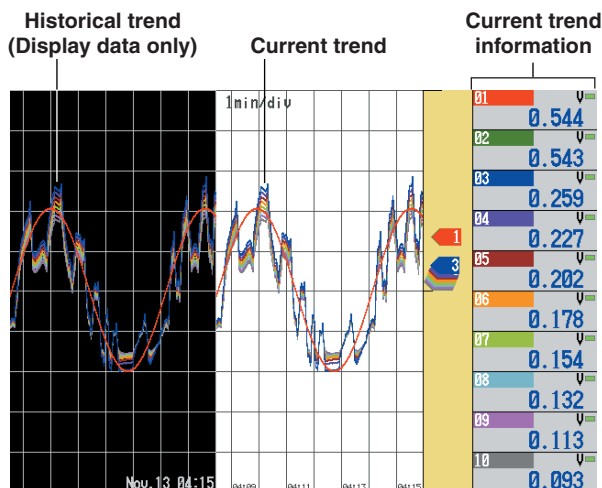 Historical trend
(Display data only)
Current trend
Current trend
information
1min/div
01 V
0.544
02 V
0.543
03 V
0.259
04 V
0.227
05 V
0.202
06 V
0.178
07 V
0.154
08 V
0.132
09 V
0.113
10 V
0.093
1
3
Nov.13 04:15
04:09
04:11
04:13
04:15